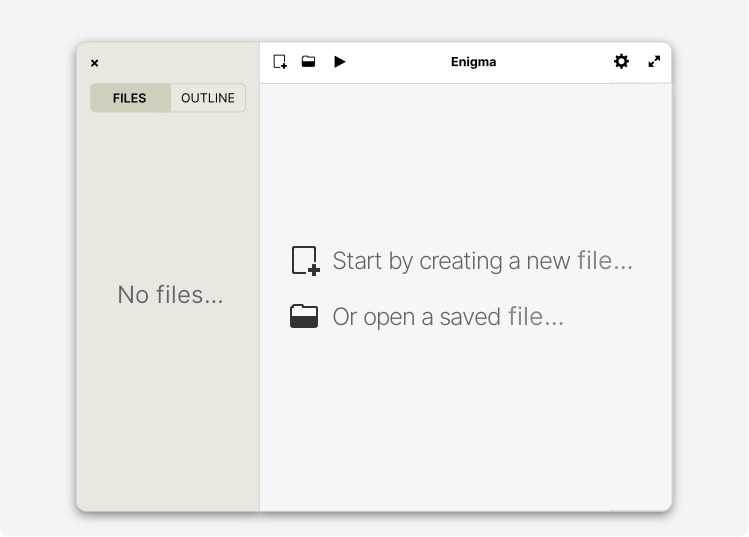 Enigma
FILES OUTLINE
No files...
Start by creating a new file...
Or open a saved file...